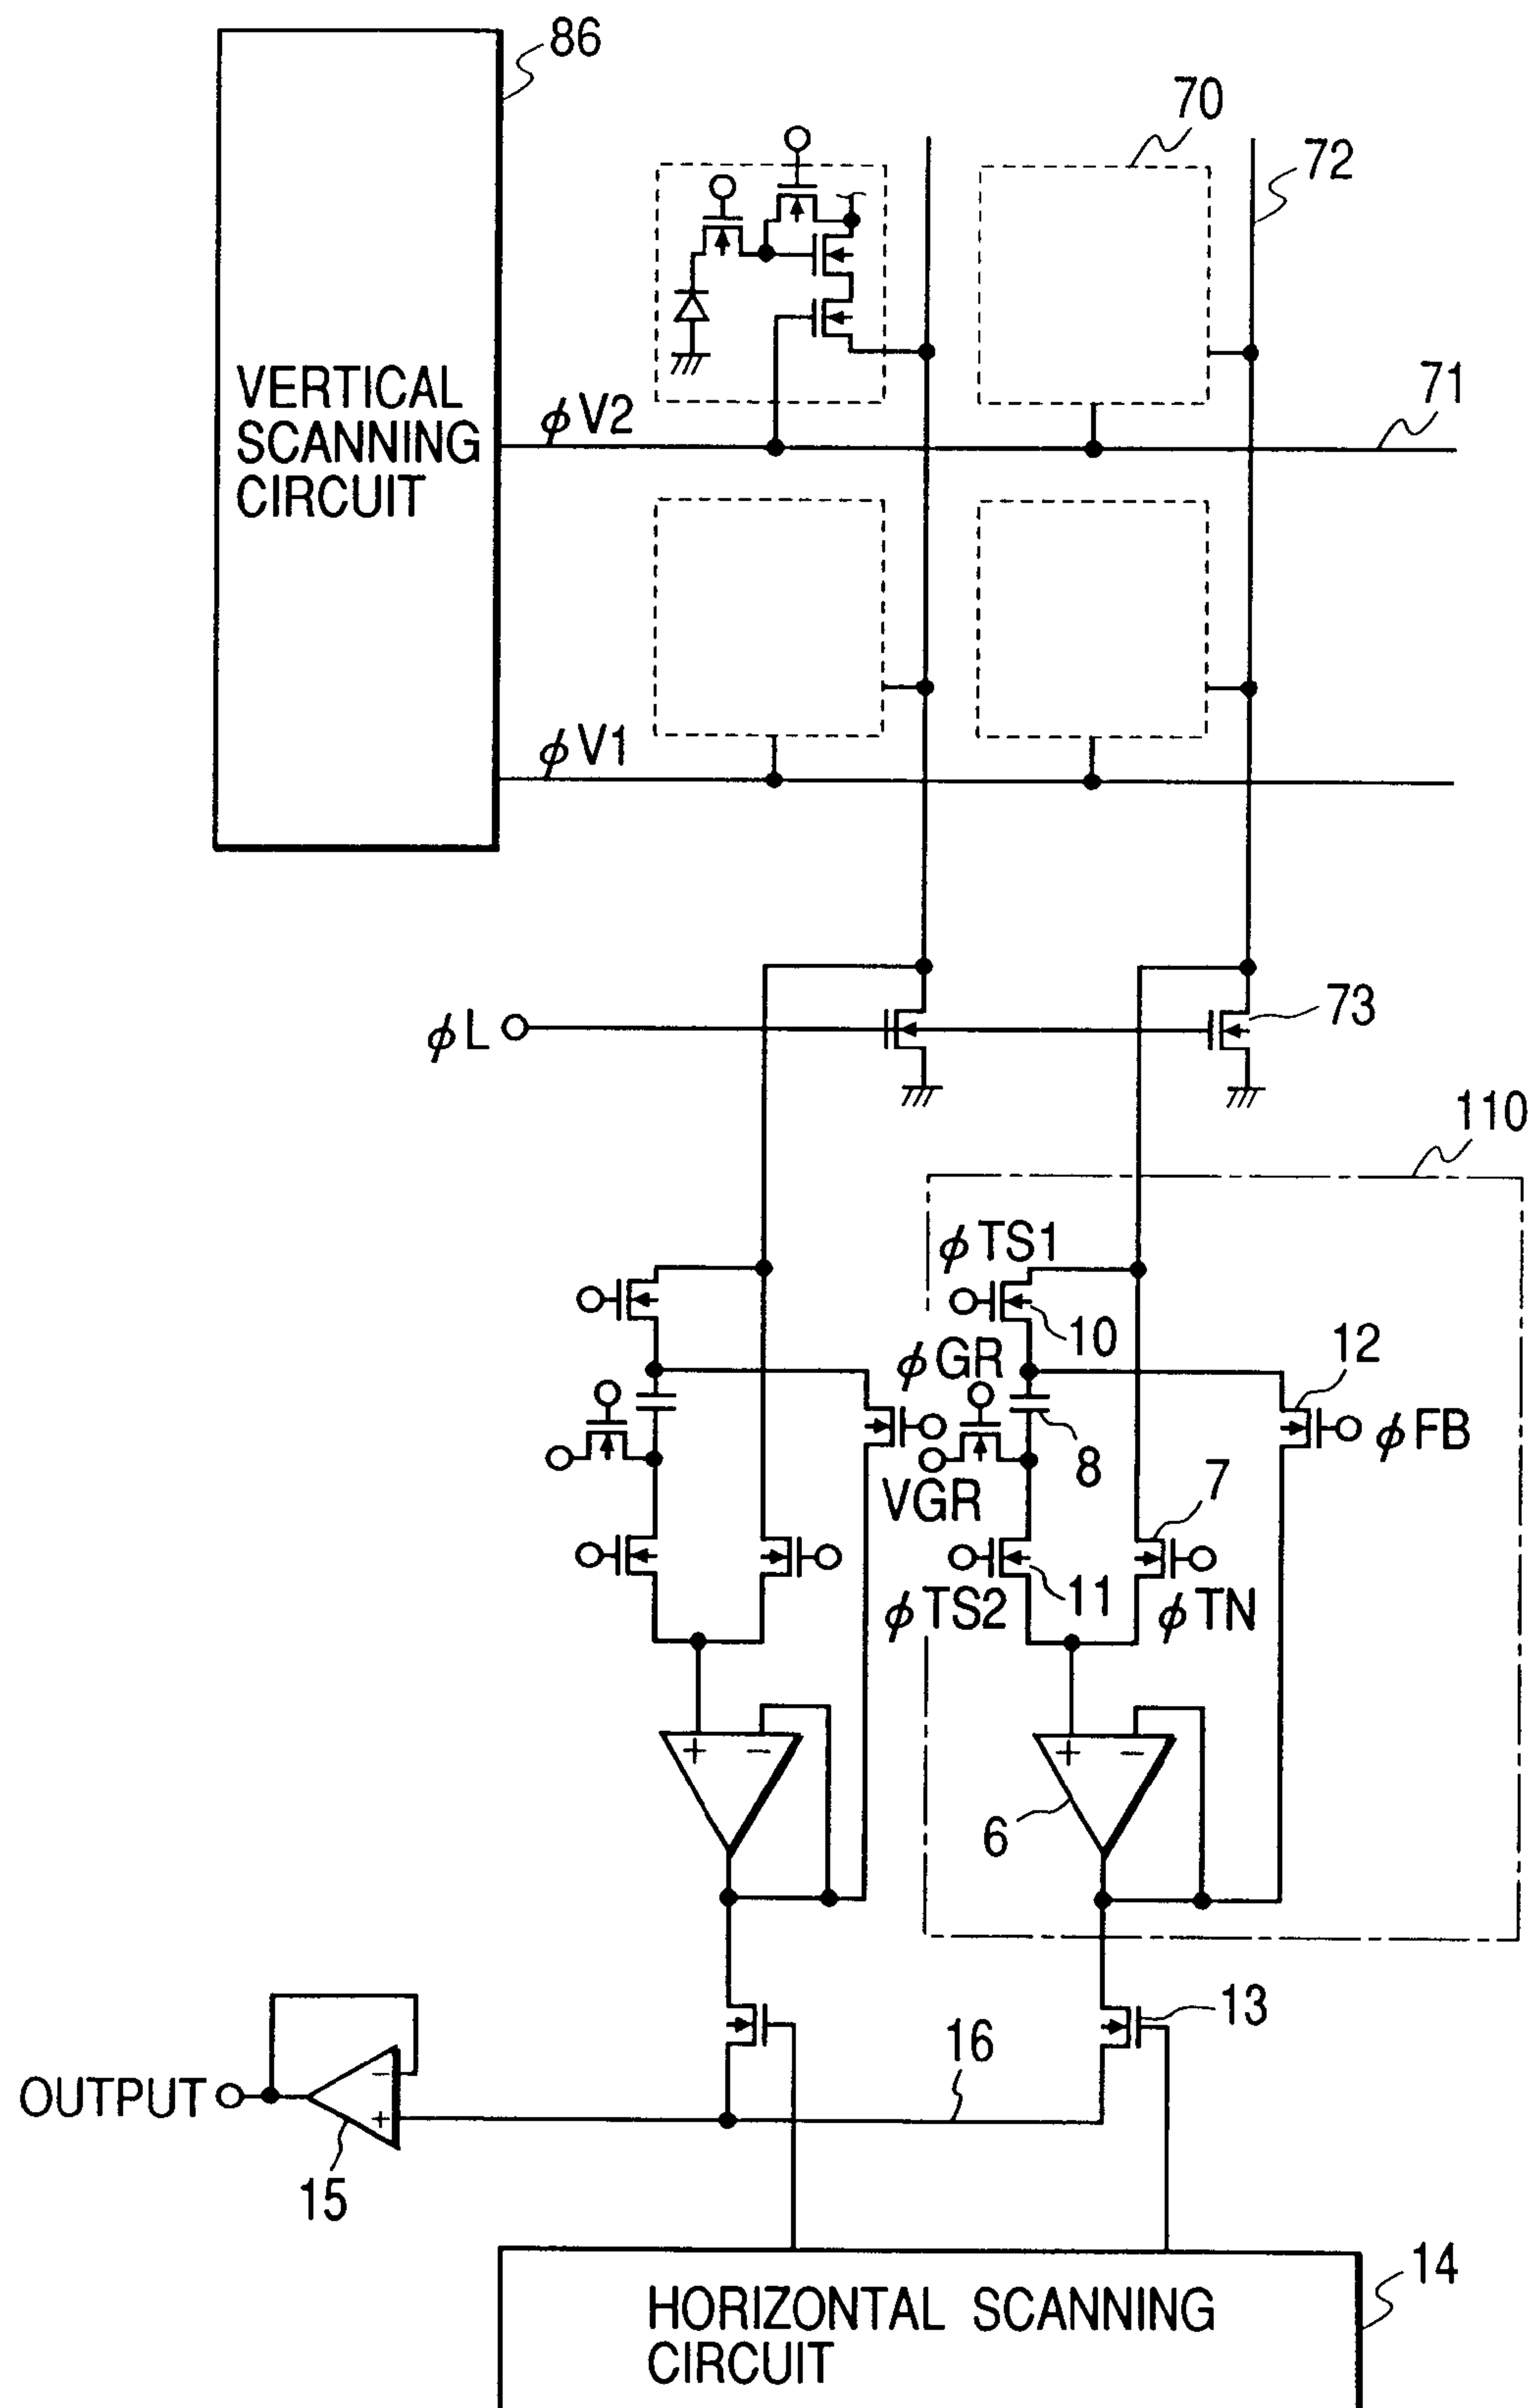 86
70
72
VERTICAL
SCANNING
CIRCUIT
φV2
71
φV1
φL
73
110
φTS1
10
φGR
12
8
φFB
VGR
7
φTS2
11
φTN
+ −
+ −
6
13
16
OUTPUT
−
+
15
14
HORIZONTAL SCANNING
CIRCUIT